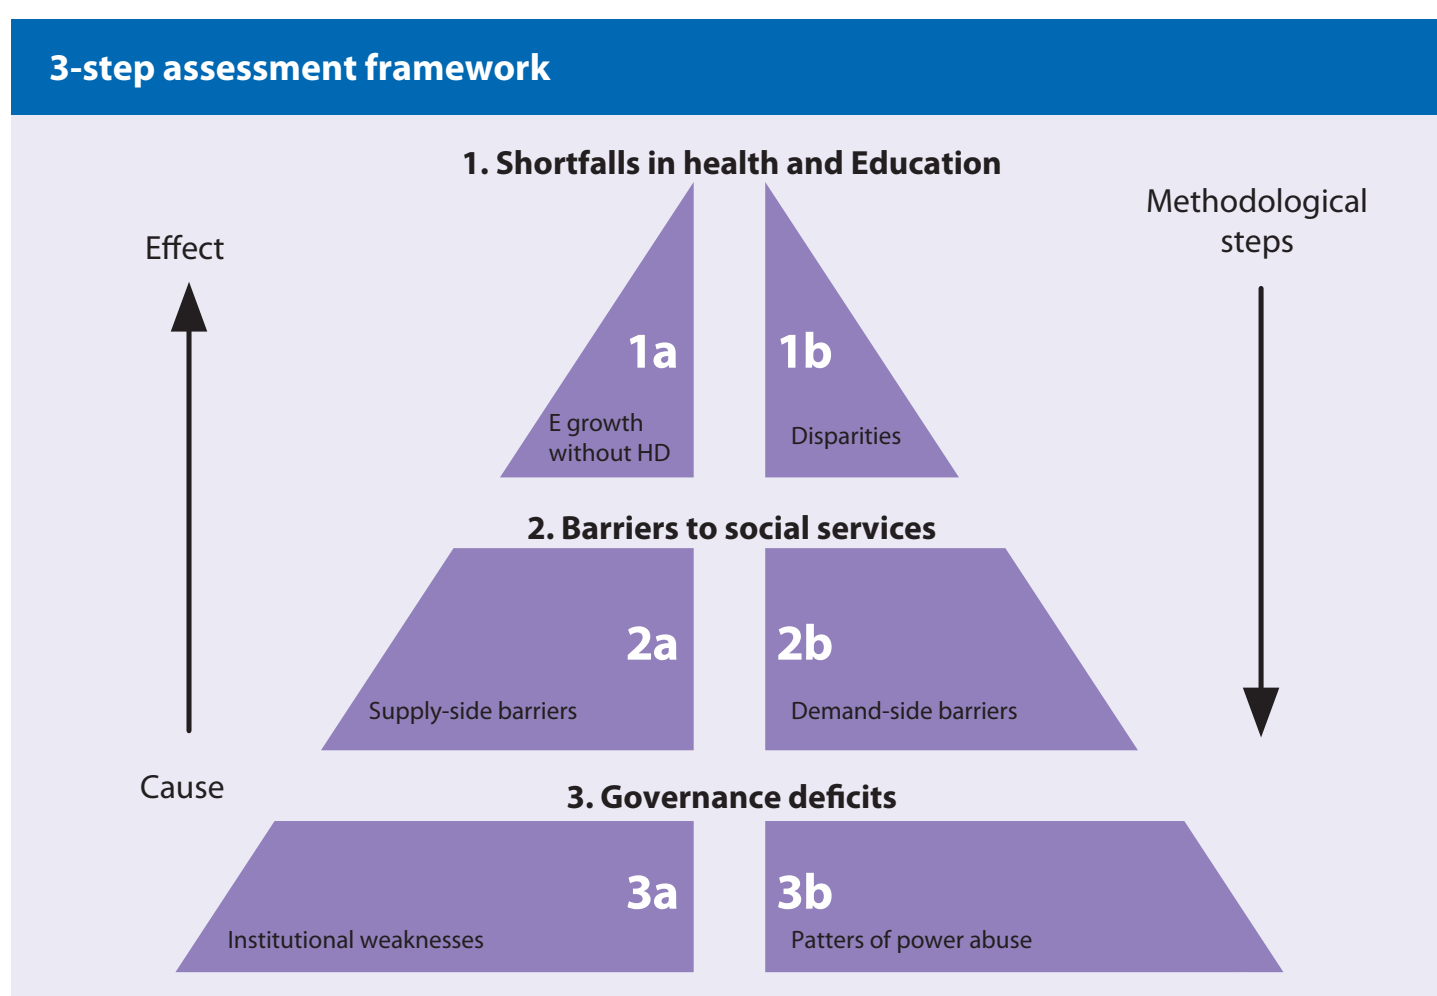 3-step assessment framework
1. Shortfalls in health and Education
Methodological
steps
Effect
1a
1b
E growth
without HD
Disparities
2. Barriers to social services
2a
2b
Supply-side barriers
Demand-side barriers
Cause
3. Governance deficits
3a
3b
Institutional weaknesses
Patters of power abuse